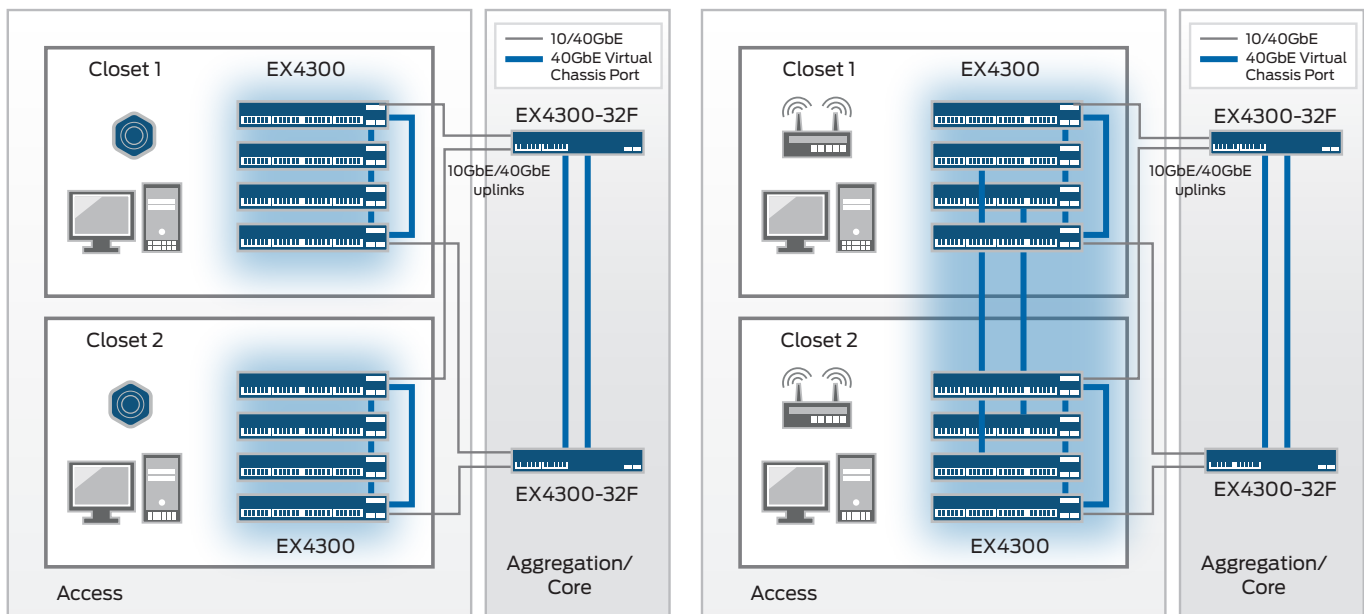 Closet 1
EX4300
10/40GbE
40GbE Virtual
Chassis Port
EX4300-32F
10GbE/40GbE
uplinks
Closet 2
EX4300
EX4300-32F
Access
Aggregation/
Core
Closet 1
EX4300
10/40GbE
40GbE Virtual
Chassis Port
EX4300-32F
10GbE/40GbE
uplinks
Closet 2
EX4300
EX4300-32F
Access
Aggregation/
Core